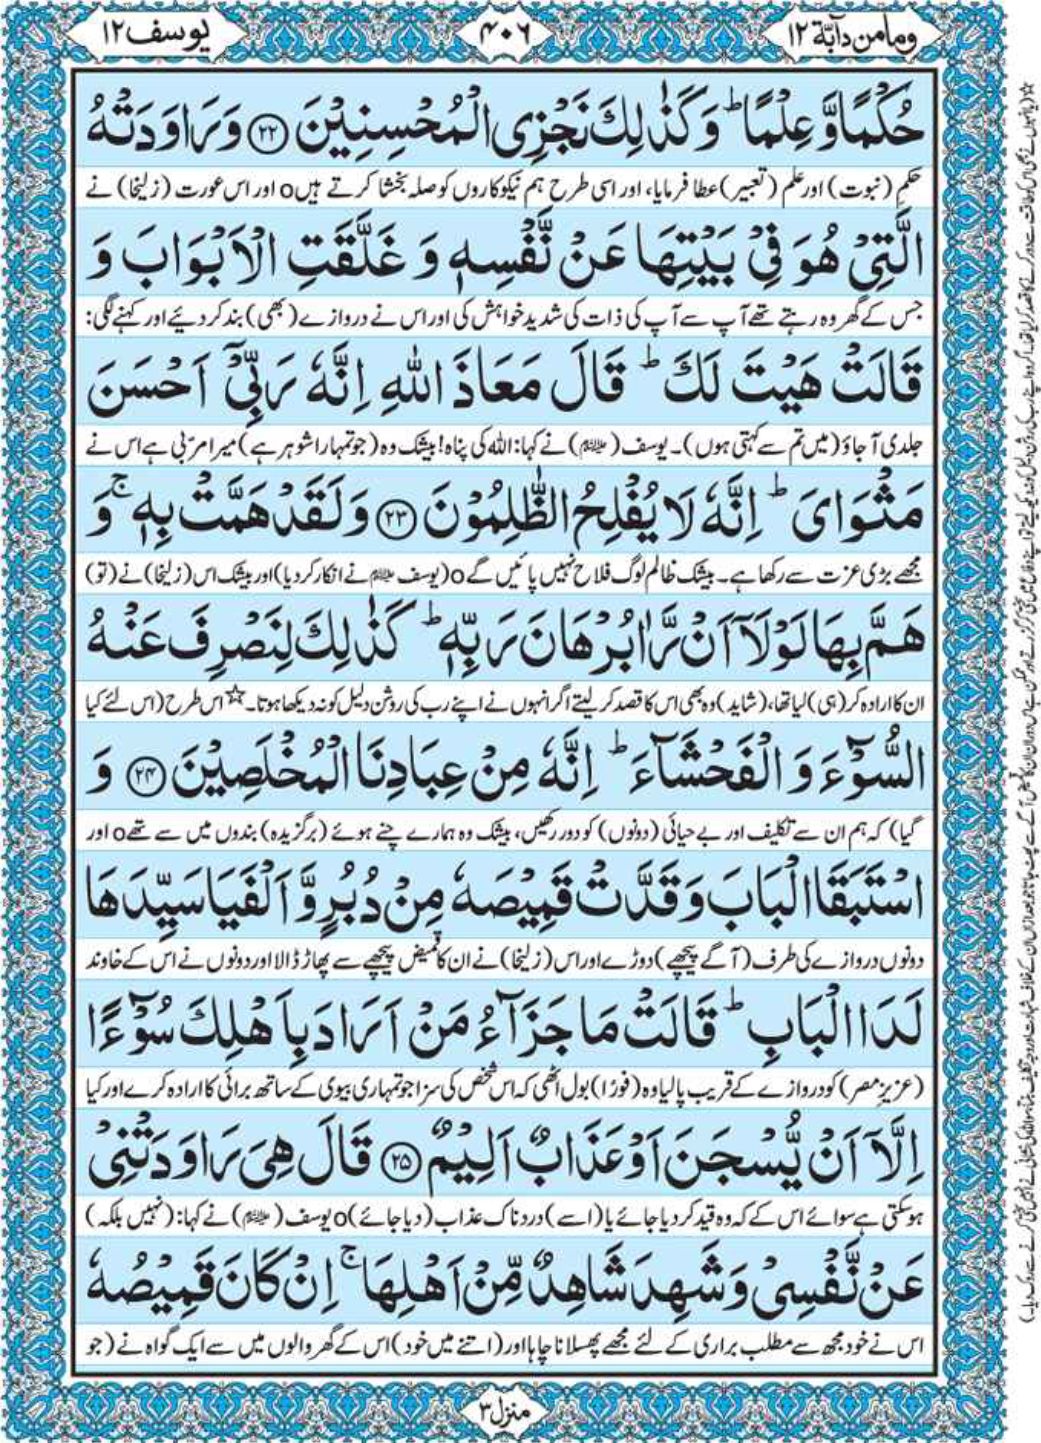 ومامن دآبّة ١٢
٤٠٦
يوسف ١٢
حُكْمًا وَّعِلْمًا ؕ وَكَذٰلِكَ نَجْزِی الْمُحْسِنِيْنَ ﴿۲۲﴾ وَرَاوَدَتْهُ
حکمِ (نبوت) اور علمِ (تعبیر) عطا فرمایا، اور اسی طرح ہم نیکوکاروں کو صلہ بخشا کرتے ہیں o اور اس عورت (زلیخا) نے
الَّتِیْ هُوَ فِیْ بَيْتِهَا عَنْ نَّفْسِهٖ وَ غَلَّقَتِ الْاَبْوَابَ وَ
جس کے گھر وہ رہتے تھے آپ سے آپ کی ذات کی شدید خواہش کی اور اس نے دروازے (بھی) بند کر دیئے اور کہنے لگی:
قَالَتْ هَيْتَ لَكَ ؕ قَالَ مَعَاذَ اللّٰهِ اِنَّهٗ رَبِّیْۤ اَحْسَنَ
جلدی آ جاؤ (میں تم سے کہتی ہوں)۔ یوسف (علیہ السلام) نے کہا: اللہ کی پناہ! بیشک وہ (جو تمہارا شوہر ہے) میرا مربّی ہے اس نے
مَثْوَایَ ؕ اِنَّهٗ لَا يُفْلِحُ الظّٰلِمُوْنَ ﴿۲۳﴾ وَلَقَدْ هَمَّتْ بِهٖ ۚ وَ
مجھے بڑی عزت سے رکھا ہے۔ بیشک ظالم لوگ فلاح نہیں پائیں گے o (یوسف علیہ السلام نے انکار کر دیا) اور بیشک اس (زلیخا) نے (تو)
هَمَّ بِهَا لَوْلَاۤ اَنْ رَّاٰ بُرْهَانَ رَبِّهٖ ؕ كَذٰلِكَ لِنَصْرِفَ عَنْهُ
ان کا ارادہ کر (ہی) لیا تھا، (شاید) وہ بھی اس کا قصد کر لیتے اگر انہوں نے اپنے رب کی روشن دلیل کو نہ دیکھا ہوتا۔☆ اس طرح (اس لئے کیا
السُّوْٓءَ وَ الْفَحْشَآءَ ؕ اِنَّهٗ مِنْ عِبَادِنَا الْمُخْلَصِيْنَ ﴿۲۴﴾ وَ
گیا) کہ ہم ان سے تکلیف اور بے حیائی (دونوں) کو دور رکھیں، بیشک وہ ہمارے چنے ہوئے (برگزیدہ) بندوں میں سے تھے o اور
اسْتَبَقَا الْبَابَ وَقَدَّتْ قَمِيْصَهٗ مِنْ دُبُرٍ وَّ اَلْفَيَا سَيِّدَهَا
دونوں دروازے کی طرف (آگے پیچھے) دوڑے اور اس (زلیخا) نے ان کا قمیض پیچھے سے پھاڑ ڈالا اور دونوں نے اس کے خاوند
لَدَا الْبَابِ ؕ قَالَتْ مَا جَزَآءُ مَنْ اَرَادَ بِاَهْلِكَ سُوْٓءًا
(عزیزِ مصر) کو دروازے کے قریب پا لیا وہ (فورًا) بول اٹھی کہ اس شخص کی سزا جو تمہاری بیوی کے ساتھ برائی کا ارادہ کرے اور کیا
اِلَّاۤ اَنْ يُّسْجَنَ اَوْ عَذَابٌ اَلِيْمٌ ﴿۲۵﴾ قَالَ هِیَ رَاوَدَتْنِیْ
ہو سکتی ہے سوائے اس کے کہ وہ قید کر دیا جائے یا (اسے) دردناک عذاب (دیا جائے) o یوسف (علیہ السلام) نے کہا: (نہیں بلکہ)
عَنْ نَّفْسِیْ وَشَهِدَ شَاهِدٌ مِّنْ اَهْلِهَا ۚ اِنْ كَانَ قَمِيْصُهٗ
اس نے خود مجھ سے مطلب براری کے لئے مجھے پھسلانا چاہا اور (اتنے میں خود) اس کے گھر والوں میں سے ایک گواہ نے (جو
منزل ٣